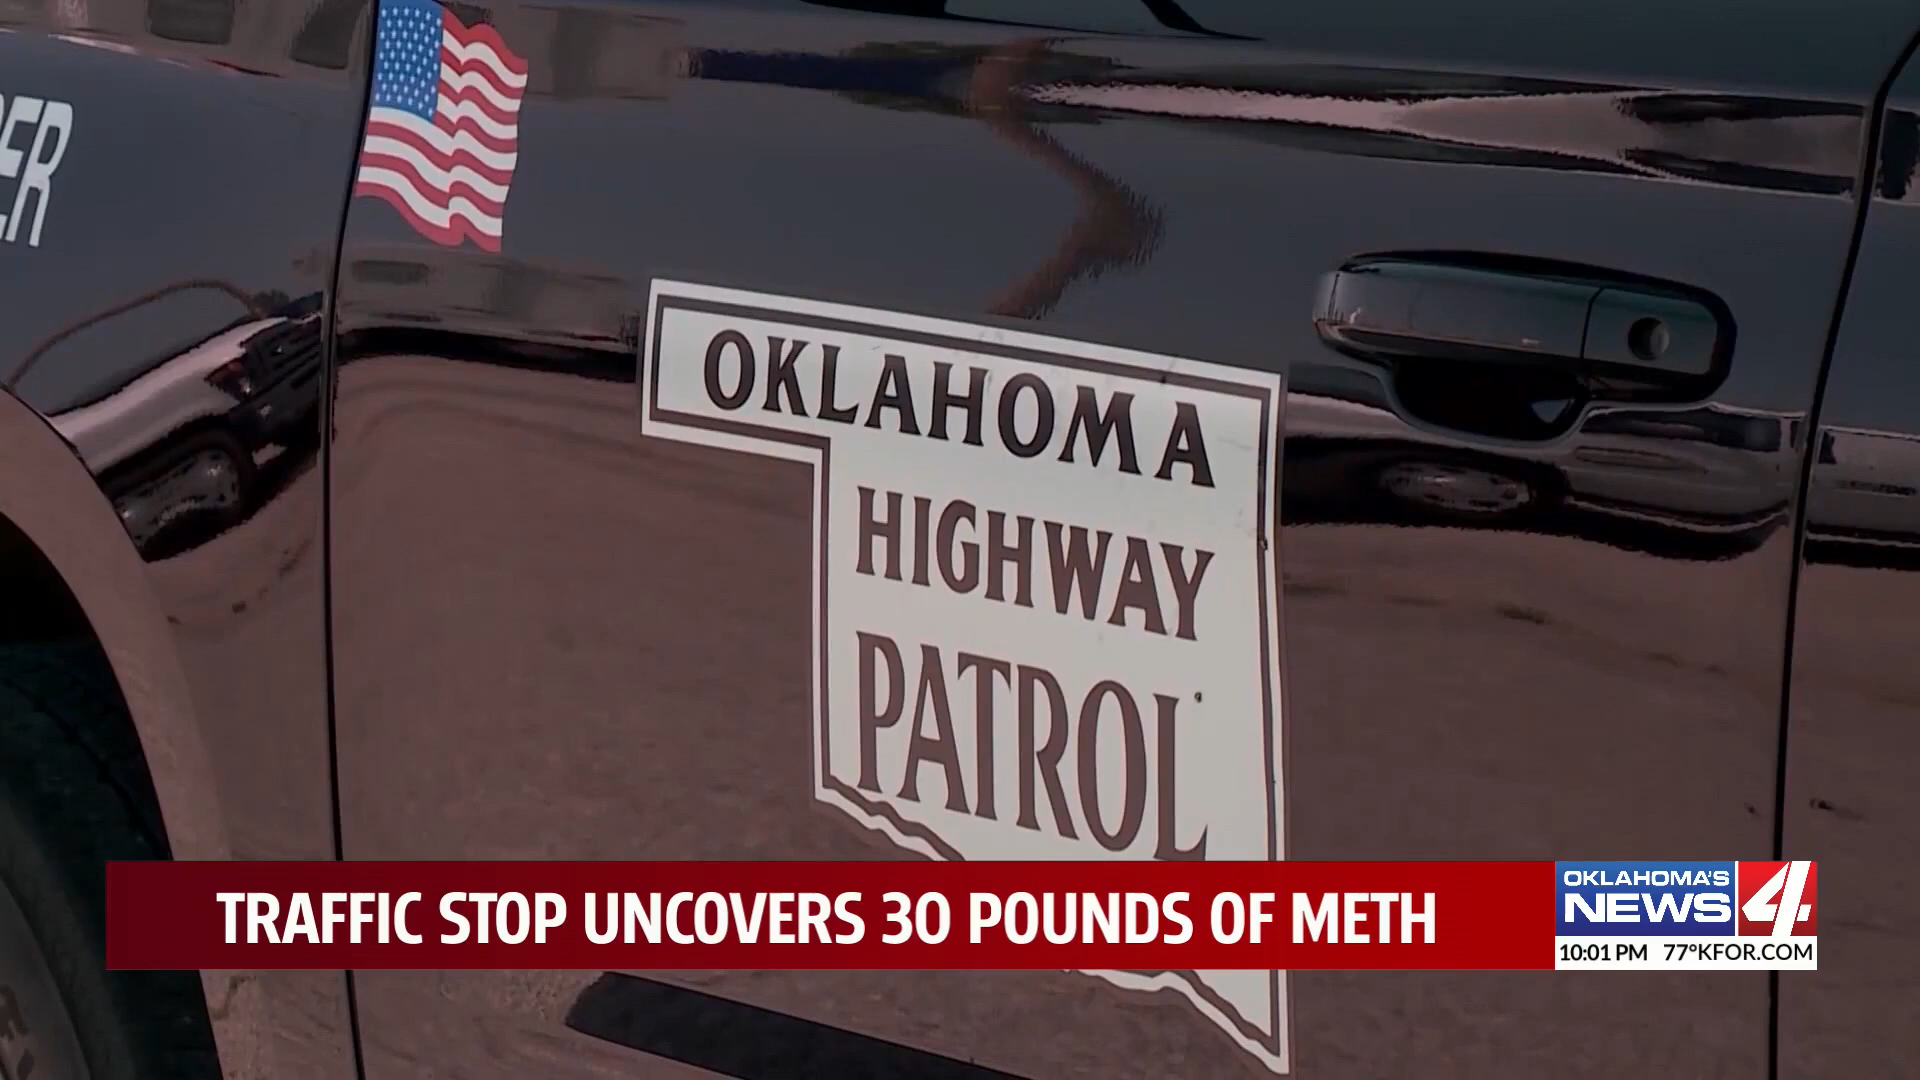 ER
OKLAHOMA
HIGHWAY
PATROL
TRAFFIC STOP UNCOVERS 30 POUNDS OF METH
OKLAHOMA'S
NEWS 4
10:01 PM 77° KFOR.COM